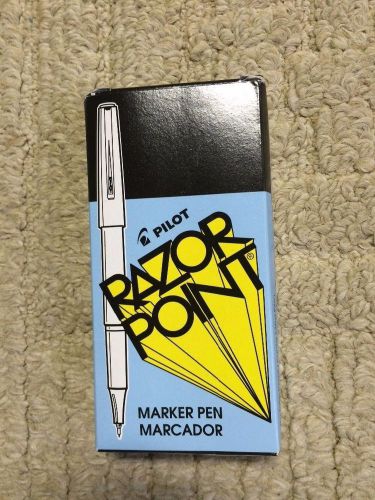 PILOT
RAZOR
POINT®
MARKER PEN
MARCADOR